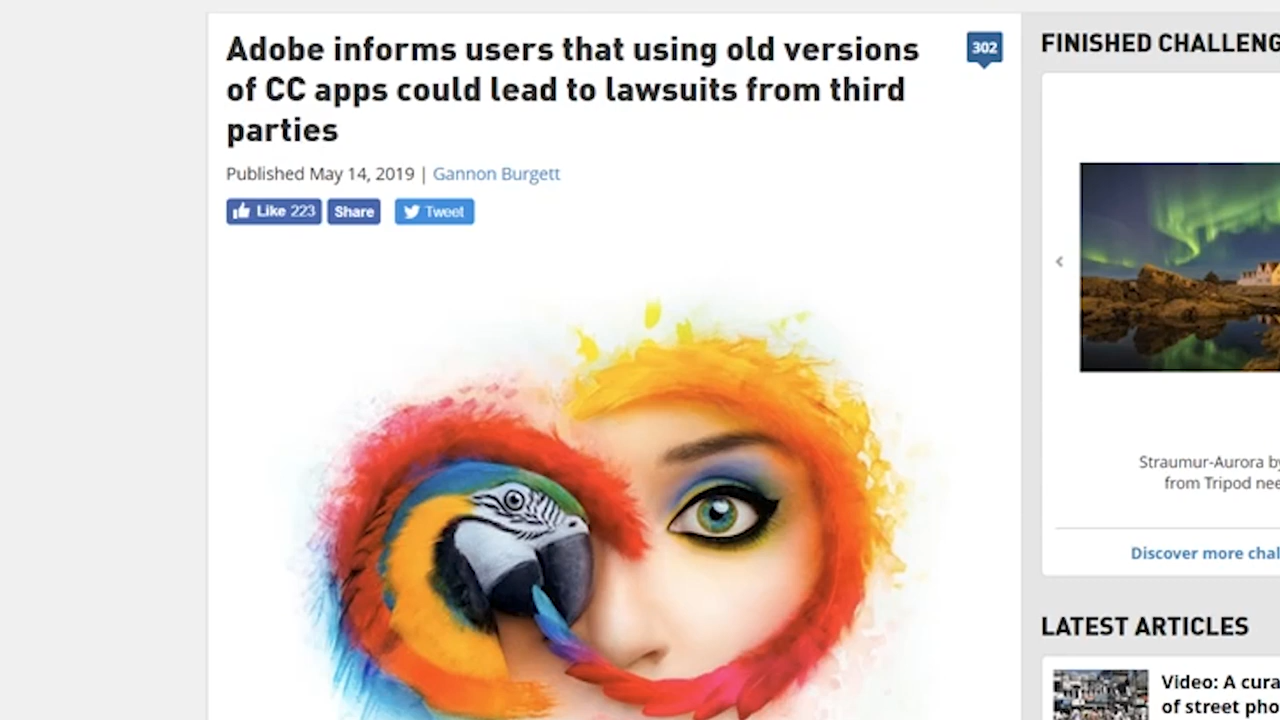 Adobe informs users that using old versions
of CC apps could lead to lawsuits from third
parties
302
Published May 14, 2019 | Gannon Burgett
Like 223 Share Tweet
FINISHED CHALLENG
Straumur-Aurora by
from Tripod nee
Discover more chal
LATEST ARTICLES
Video: A cura
of street pho